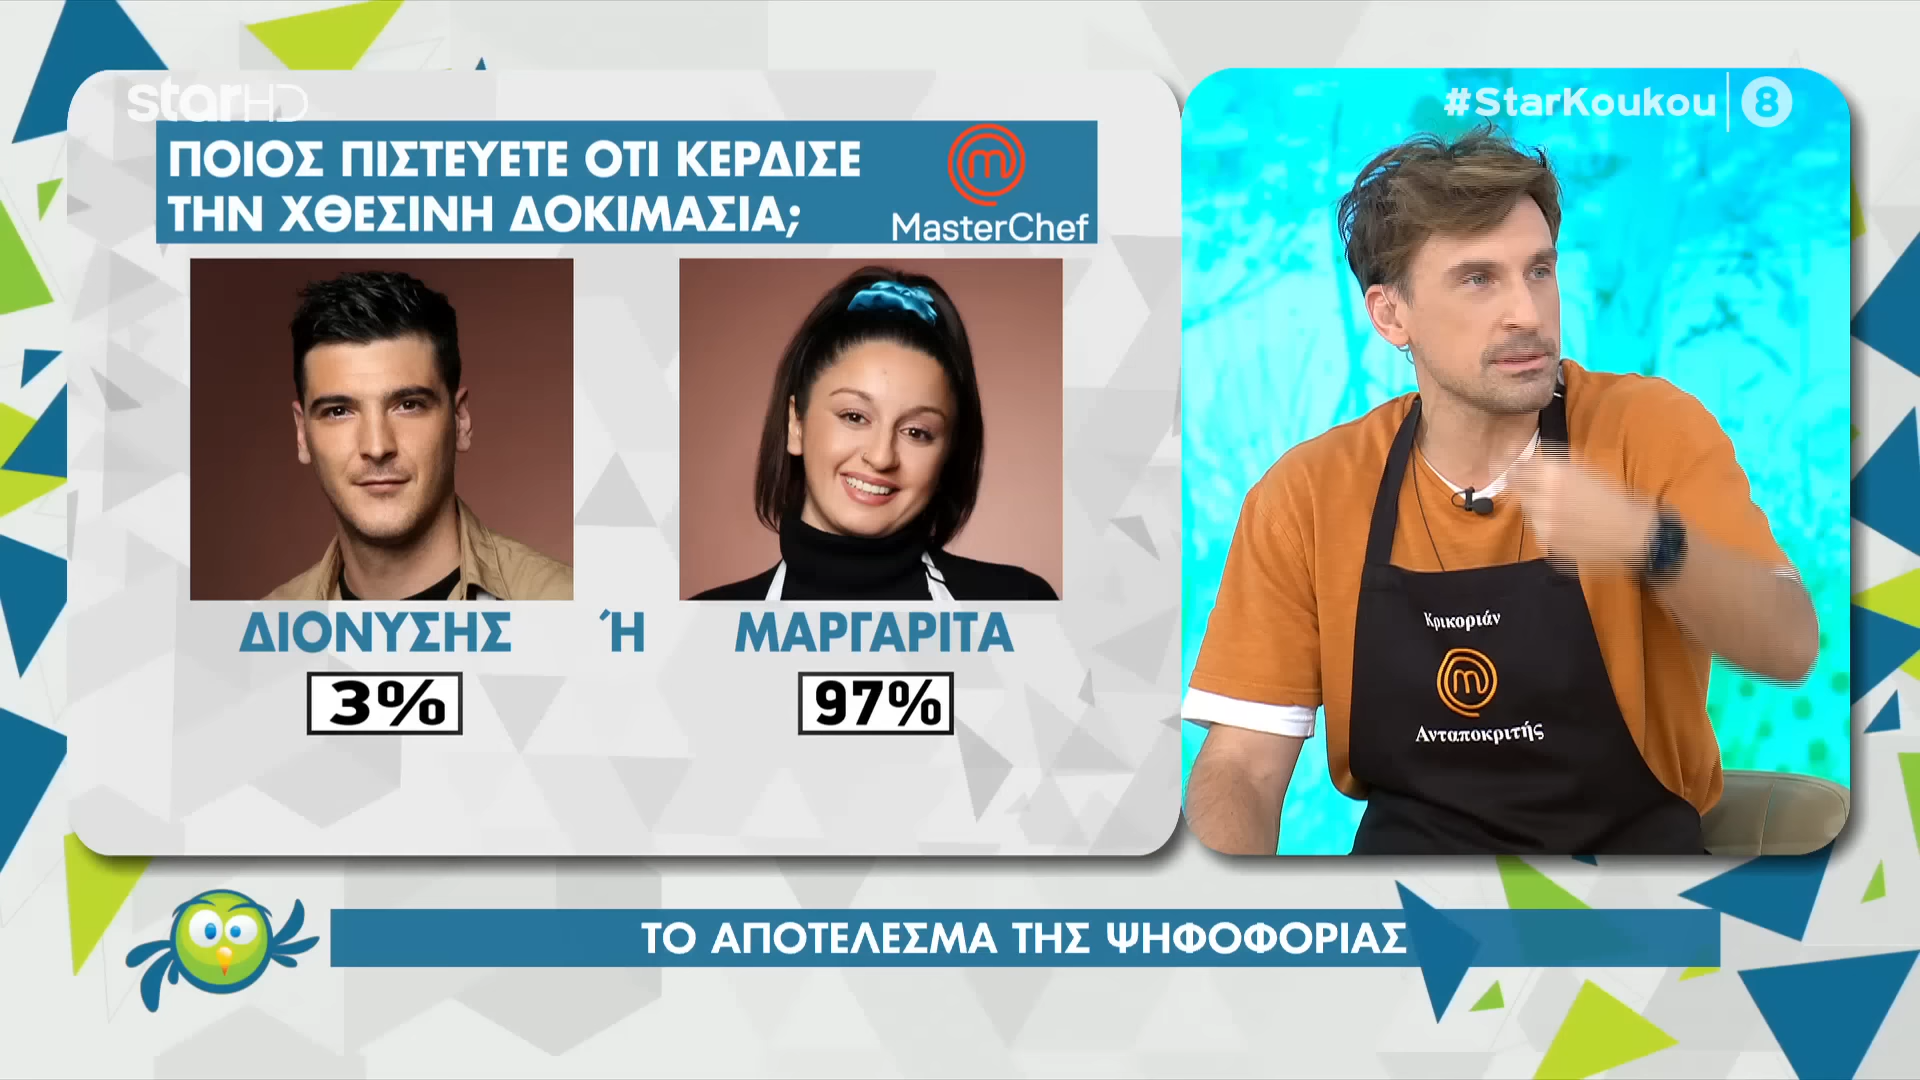 starHD
#StarKoukou 8
ΠΟΙΟΣ ΠΙΣΤΕΥΕΤΕ ΟΤΙ ΚΕΡΔΙΣΕ
ΤΗΝ ΧΘΕΣΙΝΗ ΔΟΚΙΜΑΣΙΑ;
m
MasterChef
ΔΙΟΝΥΣΗΣ Ή ΜΑΡΓΑΡΙΤΑ
3% 97%
Κρικοριάν
m
Ανταποκριτής
ΤΟ ΑΠΟΤΕΛΕΣΜΑ ΤΗΣ ΨΗΦΟΦΟΡΙΑΣ